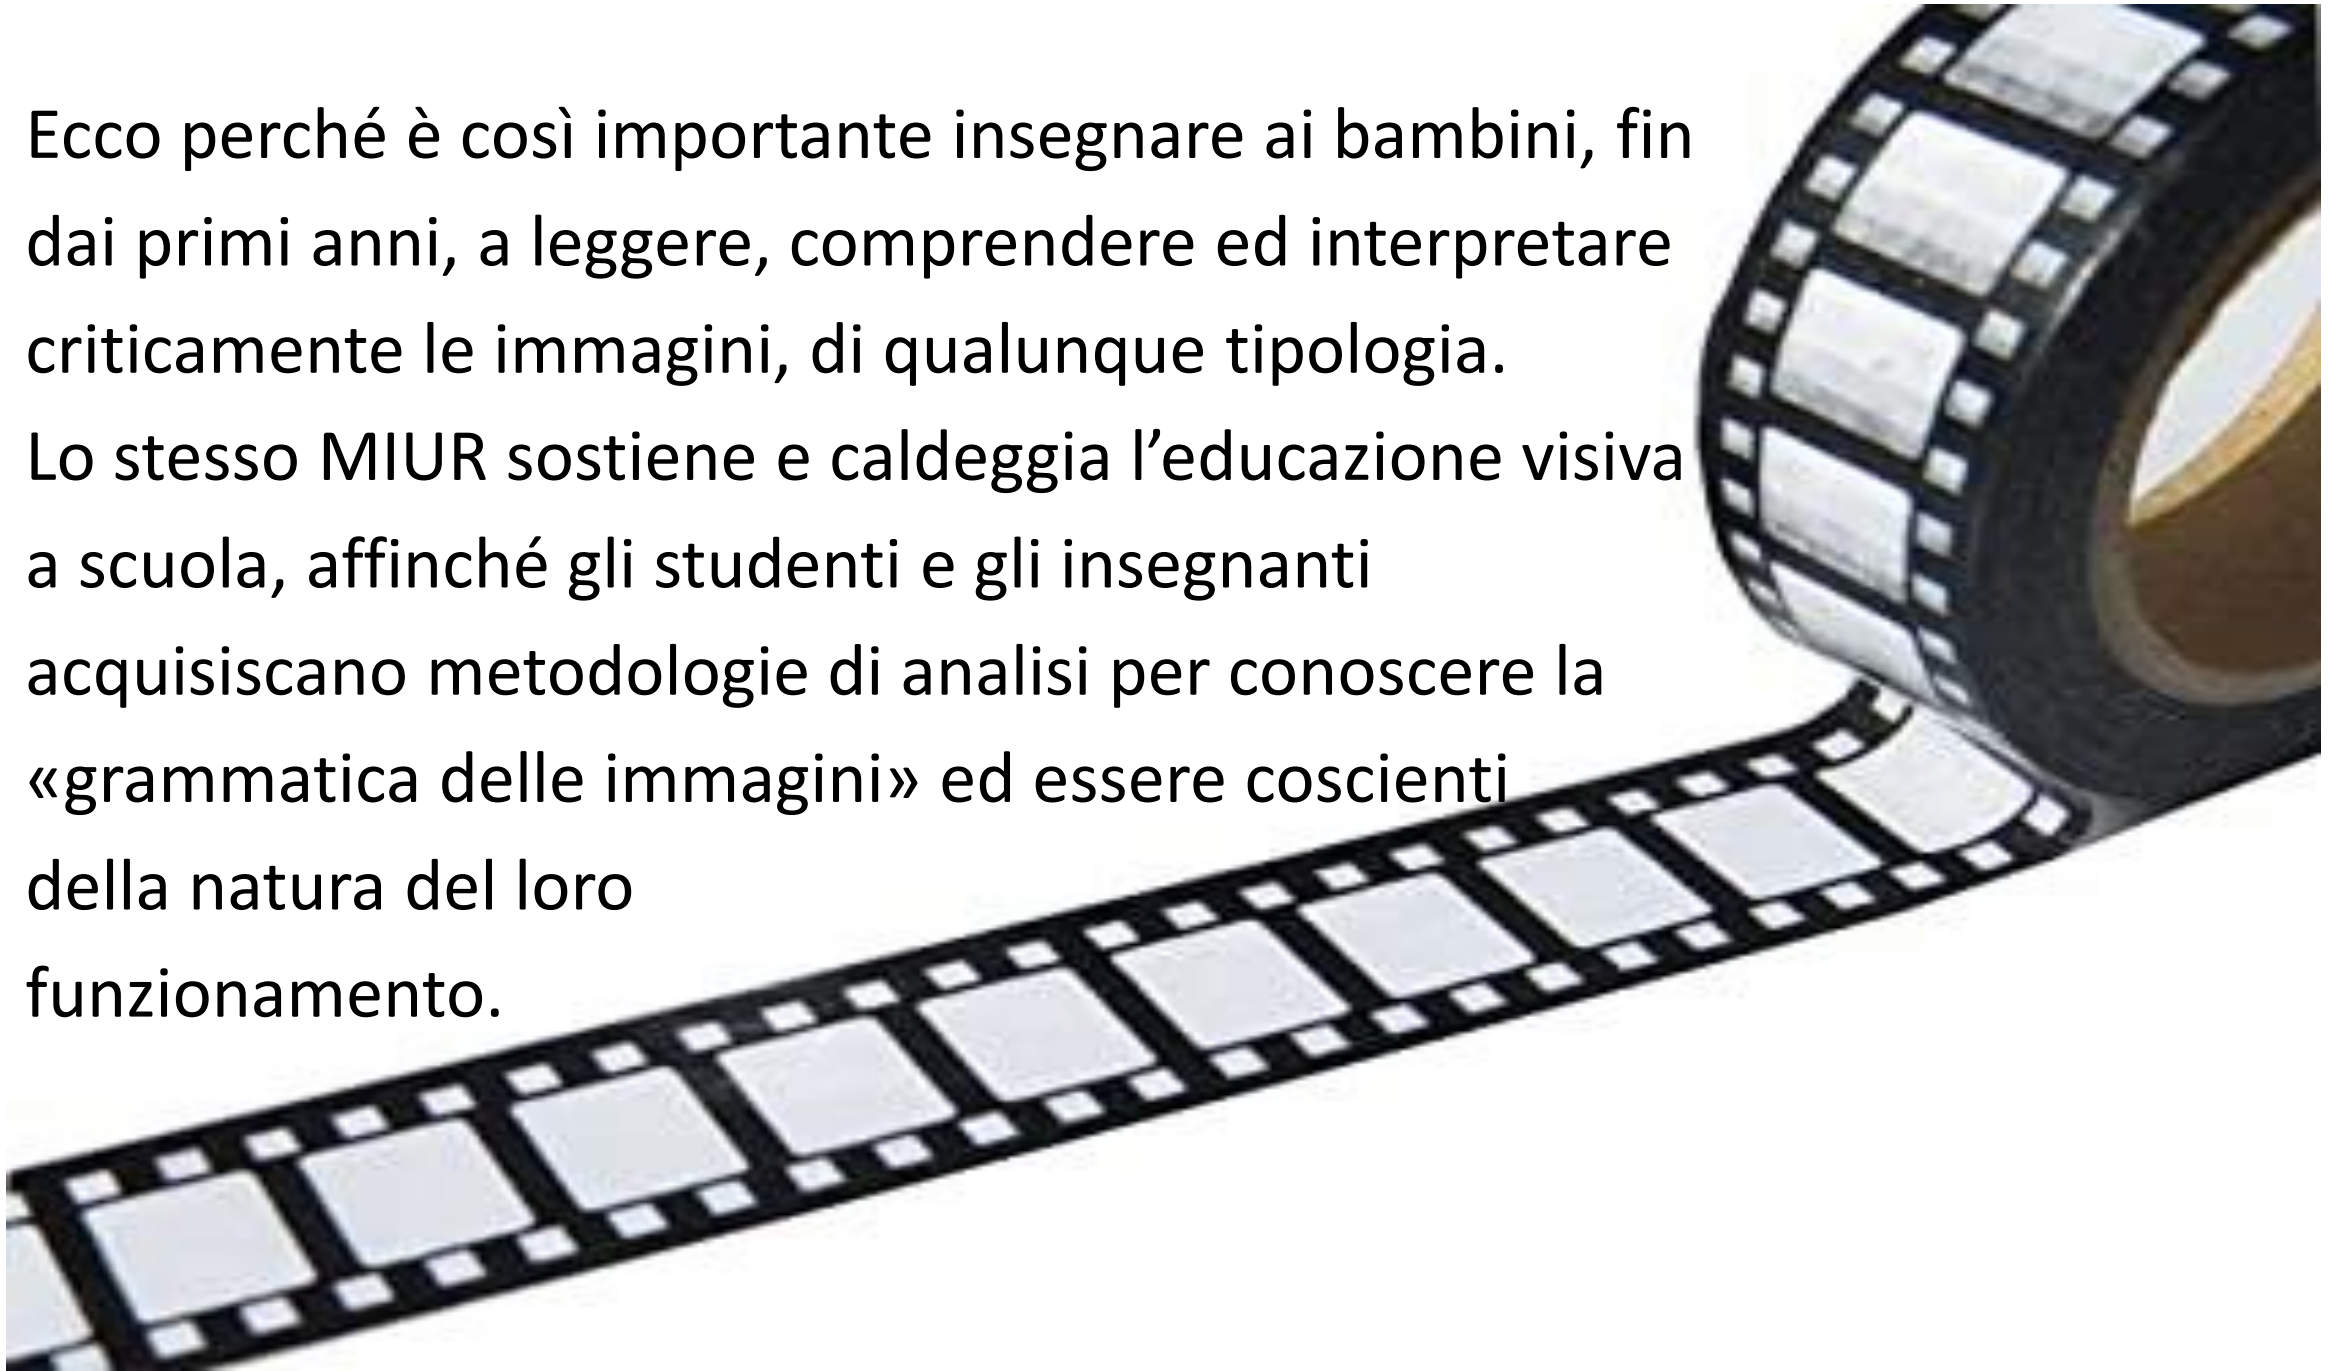 Ecco perché è così importante insegnare ai bambini, fin
dai primi anni, a leggere, comprendere ed interpretare
criticamente le immagini, di qualunque tipologia.
Lo stesso MIUR sostiene e caldeggia l’educazione visiva
a scuola, affinché gli studenti e gli insegnanti
acquisiscano metodologie di analisi per conoscere la
«grammatica delle immagini» ed essere coscienti
della natura del loro
funzionamento.